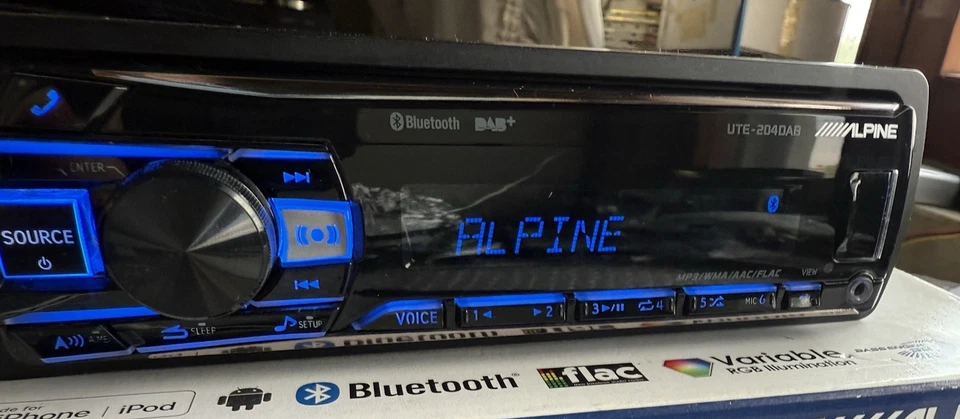 Bluetooth DAB+
UTE-204DAB ALPINE
ENTER
SOURCE
ALPINE
MP3/WMA/AAC/FLAC VIEW
VOICE 1 2 3 4 5 MIC 6
SLEEP SETUP
iPhone | iPod
Bluetooth®
flac
Variable
RGB Illumination